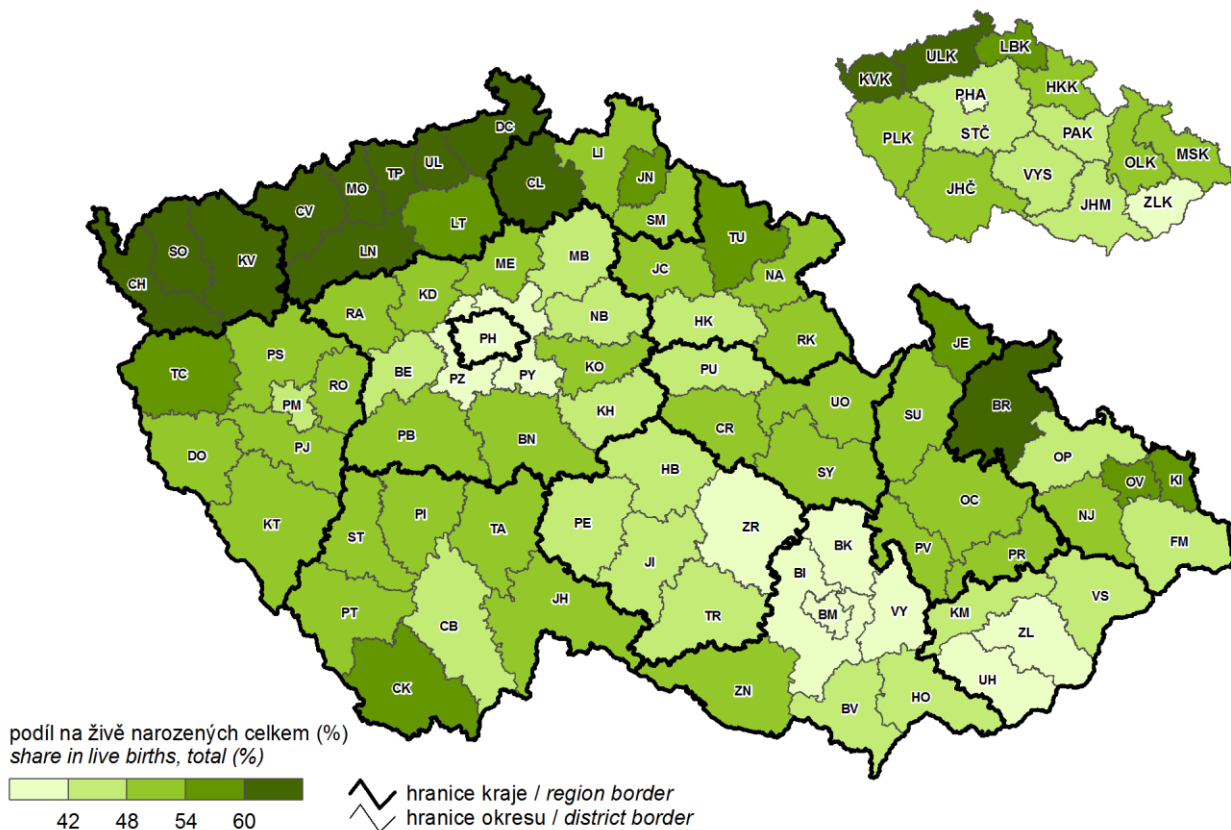 LBK
ULK
KVK
HKK
PHA
STČ
PLK
PAK
MSK
OLK
VYS
JHČ
ZLK
JHM
DC
LI
UL
TP
JN
MO
CL
CV
LT
SM
TU
SO
LN
KV
ME
MB
JC
NA
CH
KD
RA
NB
HK
PH
RK
JE
PS
TC
RO
BE
PZ
PY
KO
PU
PM
KH
UO
SU
BR
DO
PJ
PB
BN
CR
SY
OP
HB
OV
KI
KT
ST
PI
TA
PE
ZR
OC
NJ
BK
PV
PR
FM
JI
BI
PT
CB
JH
TR
BM
VY
KM
VS
ZL
CK
ZN
BV
HO
UH
podíl na živě narozených celkem (%)
share in live births, total (%)
42 48 54 60
hranice kraje / region border
hranice okresu / district border